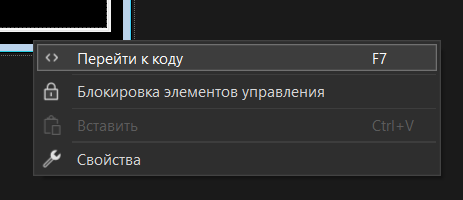 Перейти к коду F7
Блокировка элементов управления
Вставить Ctrl+V
Свойства